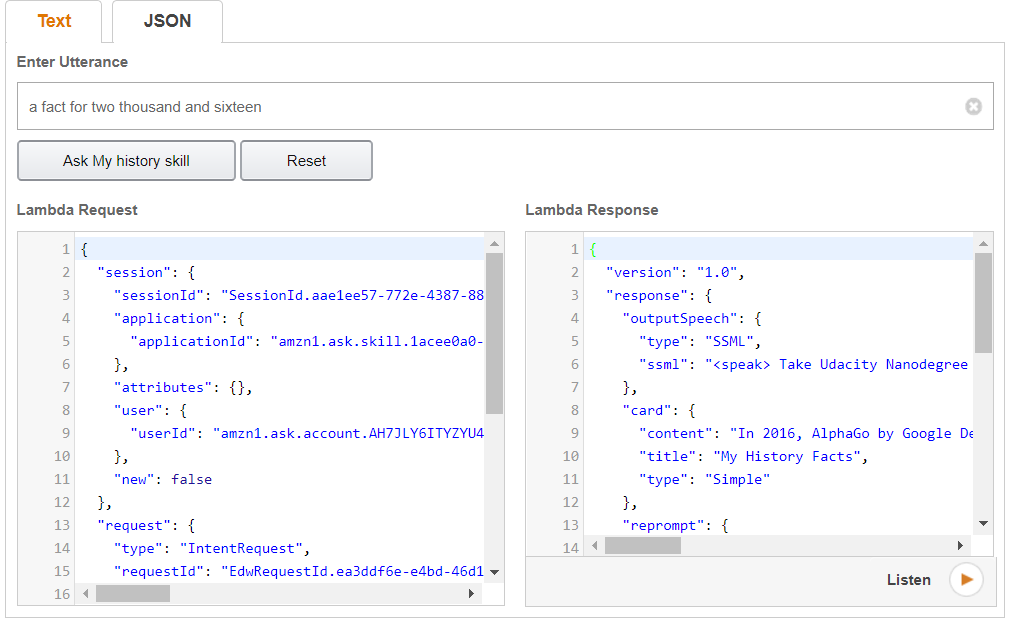 Text JSON
Enter Utterance
a fact for two thousand and sixteen
Ask My history skill Reset
Lambda Request
1 {
2 "session": {
3 "sessionId": "SessionId.aae1ee57-772e-4387-88
4 "application": {
5 "applicationId": "amzn1.ask.skill.1acee0a0-
6 },
7 "attributes": {},
8 "user": {
9 "userId": "amzn1.ask.account.AH7JLY6ITYZYU4
10 },
11 "new": false
12 },
13 "request": {
14 "type": "IntentRequest",
15 "requestId": "EdwRequestId.ea3ddf6e-e4bd-46d1
16
Lambda Response
1 {
2 "version": "1.0",
3 "response": {
4 "outputSpeech": {
5 "type": "SSML",
6 "ssml": "<speak> Take Udacity Nanodegree
7 },
8 "card": {
9 "content": "In 2016, AlphaGo by Google De
10 "title": "My History Facts",
11 "type": "Simple"
12 },
13 "reprompt": {
14
Listen